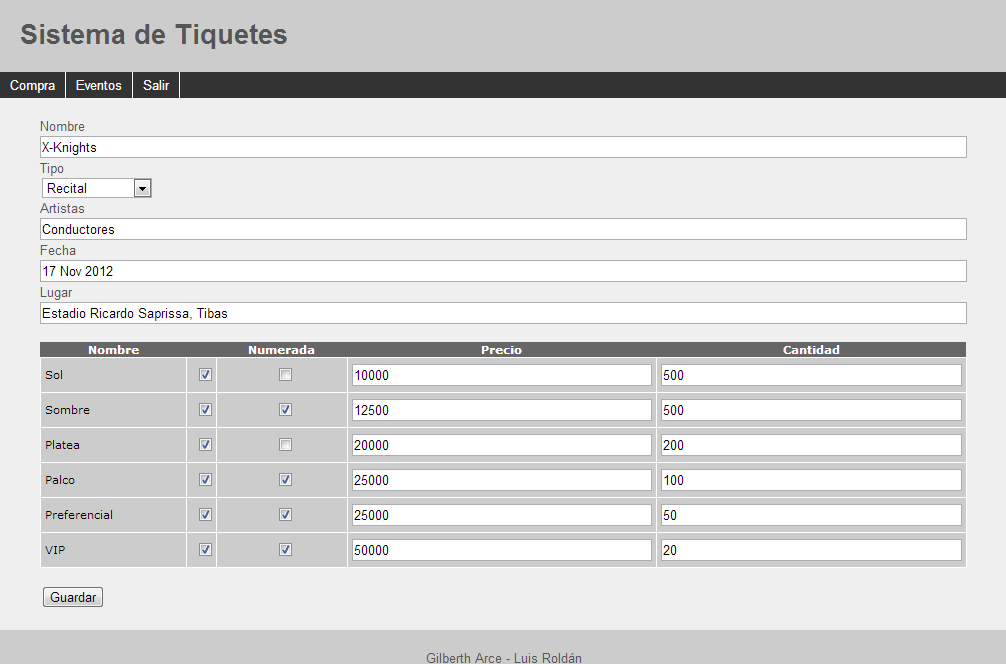 Sistema de Tiquetes
Compra Eventos Salir
Nombre
X-Knights
Tipo
Recital
Artistas
Conductores
Fecha
17 Nov 2012
Lugar
Estadio Ricardo Saprissa, Tibas
Nombre Numerada Precio Cantidad
Sol 10000 500
Sombre 12500 500
Platea 20000 200
Palco 25000 100
Preferencial 25000 50
VIP 50000 20
Guardar
Gilberth Arce - Luis Roldán